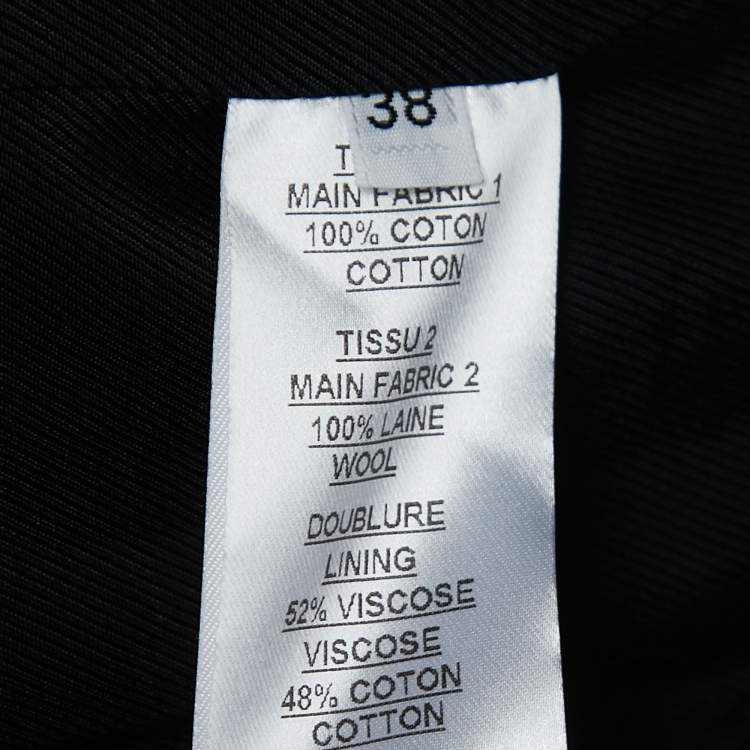 38
T
MAIN FABRIC 1
100% COTON
COTTON
TISSU 2
MAIN FABRIC 2
100% LAINE
WOOL
DOUBLURE
LINING
52% VISCOSE
VISCOSE
48% COTON
COTTON